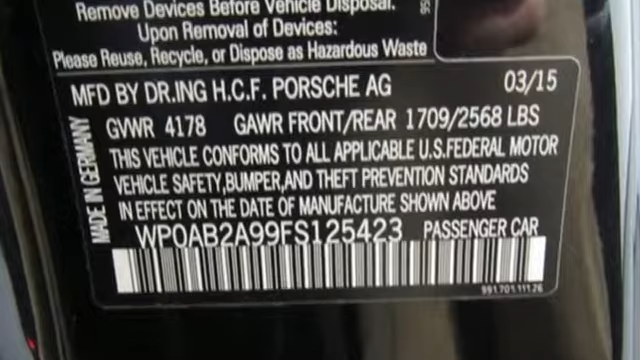 Remove Devices Before Vehicle Disposal.
Upon Removal of Devices:
Please Reuse, Recycle, or Dispose as Hazardous Waste
MFD BY DR.ING H.C.F. PORSCHE AG 03/15
GVWR 4178 GAWR FRONT/REAR 1709/2568 LBS
THIS VEHICLE CONFORMS TO ALL APPLICABLE U.S.FEDERAL MOTOR
VEHICLE SAFETY,BUMPER,AND THEFT PREVENTION STANDARDS
IN EFFECT ON THE DATE OF MANUFACTURE SHOWN ABOVE
MADE IN GERMANY
WP0AB2A99FS125423 PASSENGER CAR
991.701.111.26